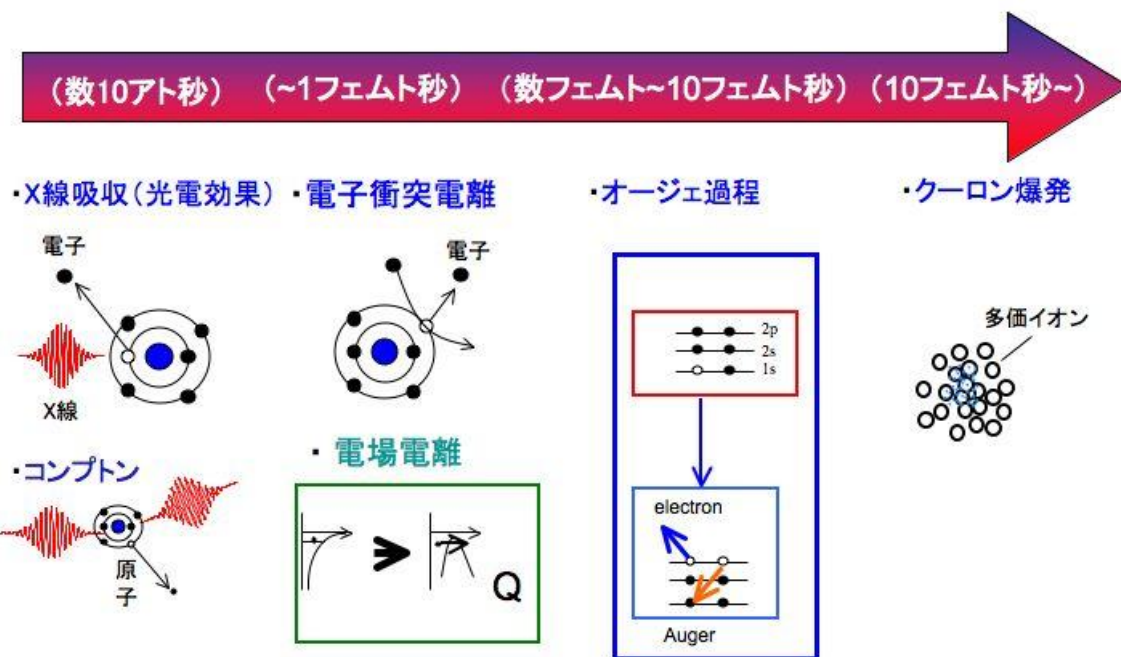 (数10アト秒) (~1フェムト秒) (数フェムト~10フェムト秒) (10フェムト秒~)
・X線吸収(光電効果)
電子
X線
・コンプトン
原
子
・電子衝突電離
電子
・電場電離
Q
・オージェ過程
2p
2s
1s
electron
Auger
・クーロン爆発
多価イオン